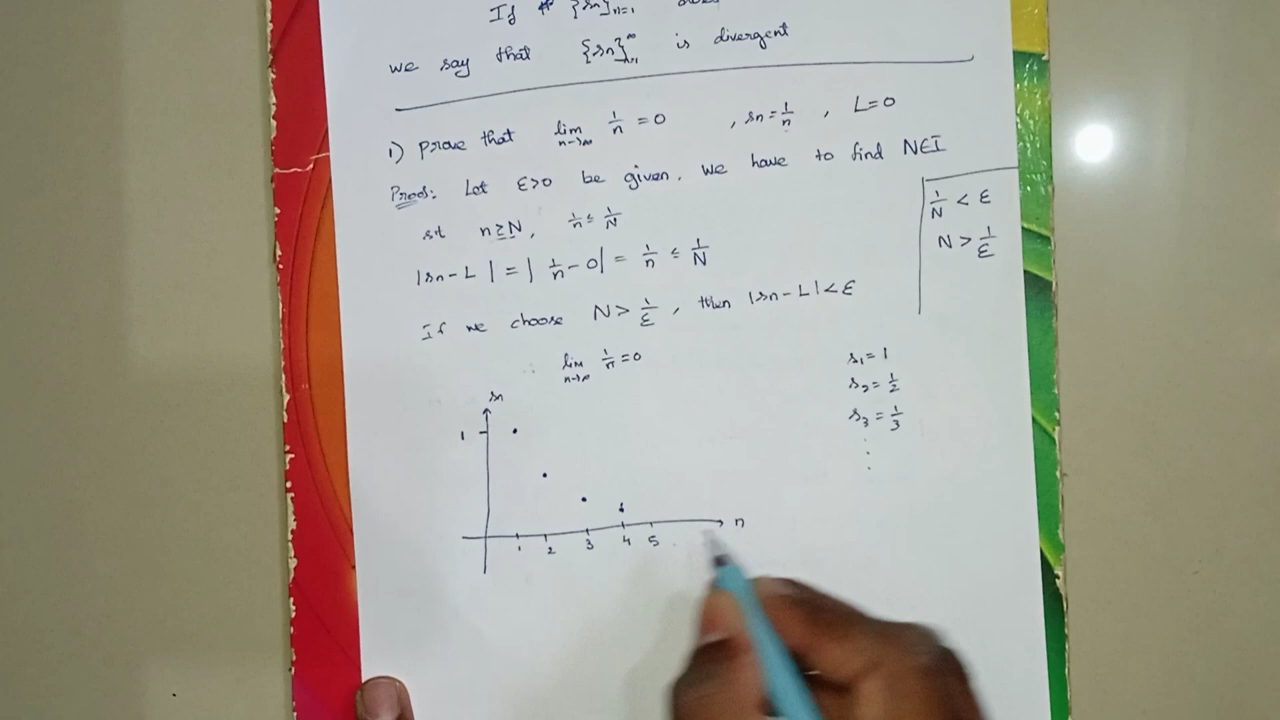 If {sn}n=1
we say that {sn}∞n=1 is divergent
1) Prove that lim n→∞ 1/n = 0 , sn = 1/n , L=0
Proof: Let ε>0 be given. We have to find N∈I
s.t n≥N, 1/n ≤ 1/N
|sn-L| = |1/n - 0| = 1/n ≤ 1/N
1/N < ε
N > 1/ε
If we choose N > 1/ε, then |sn-L|<ε
∴ lim n→∞ 1/n = 0
s1 = 1
s2 = 1/2
s3 = 1/3
⋮
sn
1
1 2 3 4 5 n